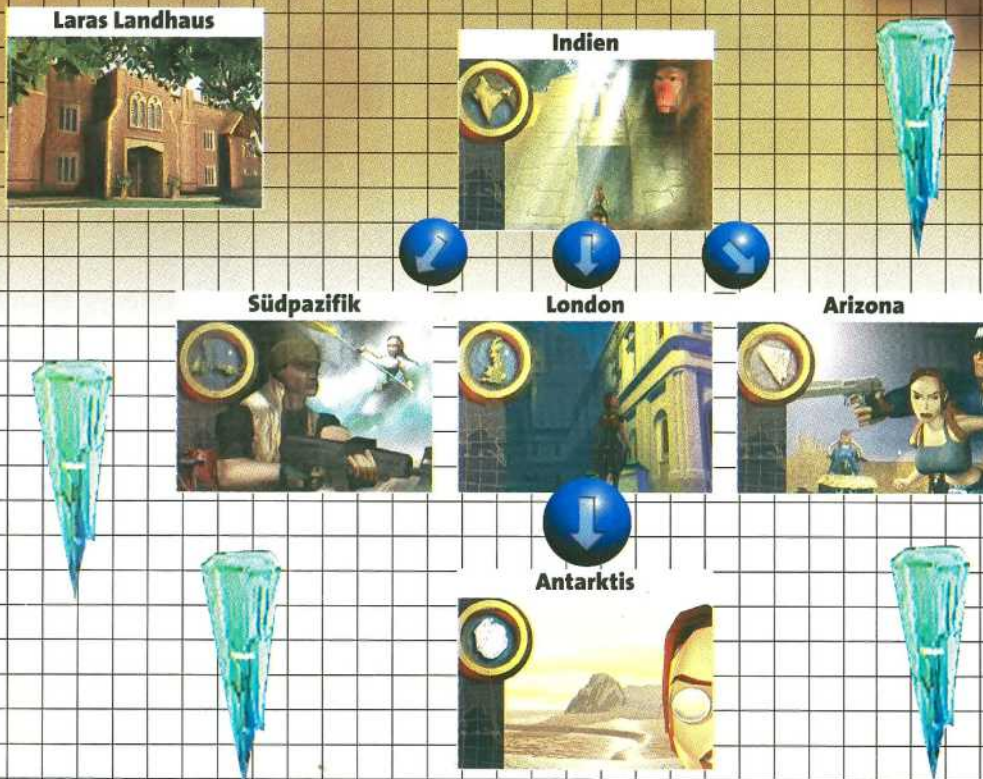 Laras Landhaus
Indien
Südpazifik
London
Arizona
Antarktis